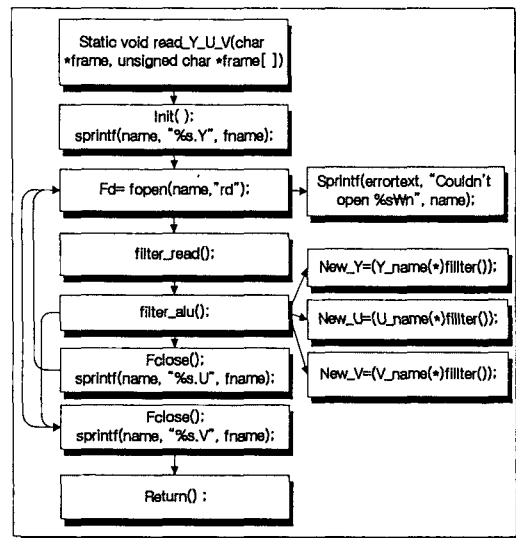 Static void read_Y_U_V(char
*frame, unsigned char *frame[ ])
Init( );
sprintf(name, "%s.Y", fname);
Fd= fopen(name,"rd");
Sprintf(errortext, "Couldn't
open %s₩n", name);
filter_read();
New_Y=(Y_name(*)fillter());
filter_alu();
New_U=(U_name(*)fillter());
Fclose();
sprintf(name, "%s.U", fname);
New_V=(V_name(*)fillter());
Fclose();
sprintf(name, "%s.V", fname);
Return() ;